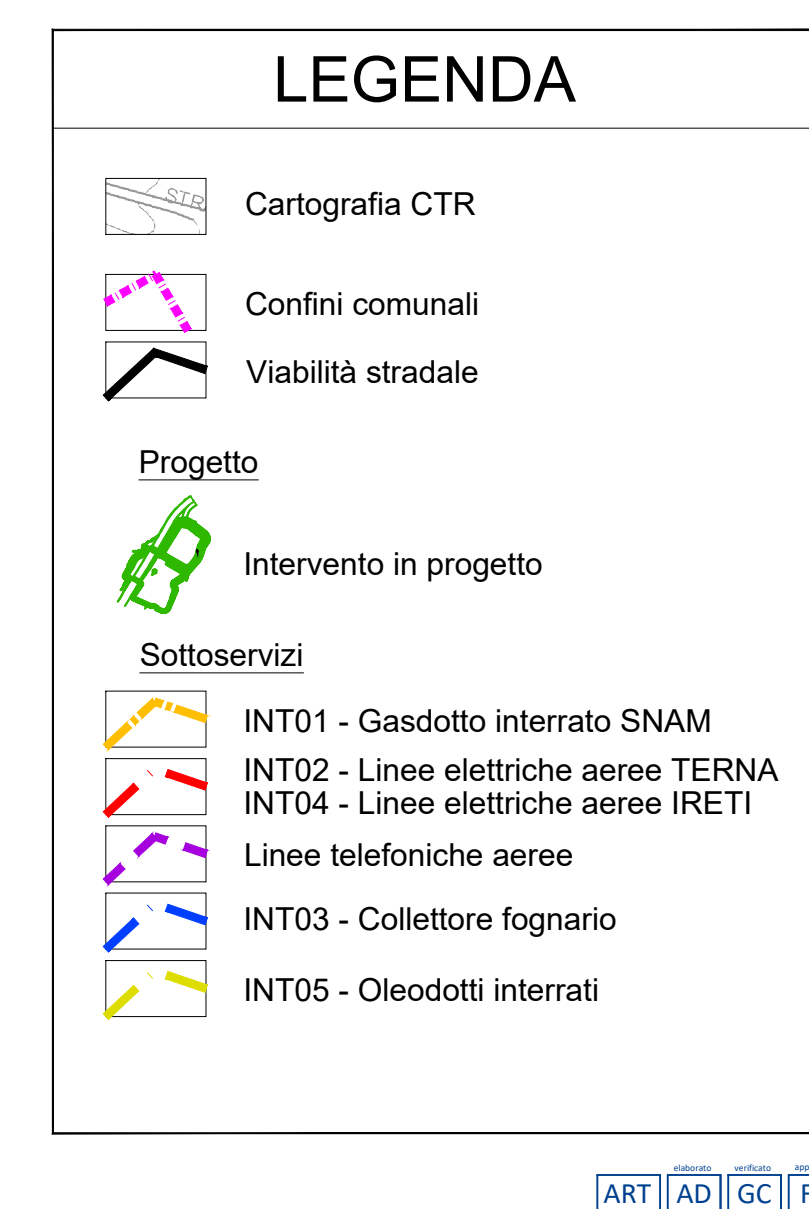 LEGENDA
STR
Cartografia CTR
Confini comunali
Viabilità stradale
Progetto
Intervento in progetto
Sottoservizi
INT01 - Gasdotto interrato SNAM
INT02 - Linee elettriche aeree TERNA
INT04 - Linee elettriche aeree IRETI
Linee telefoniche aeree
INT03 - Collettore fognario
INT05 - Oleodotti interrati
elaborato verificato app
ART AD GC